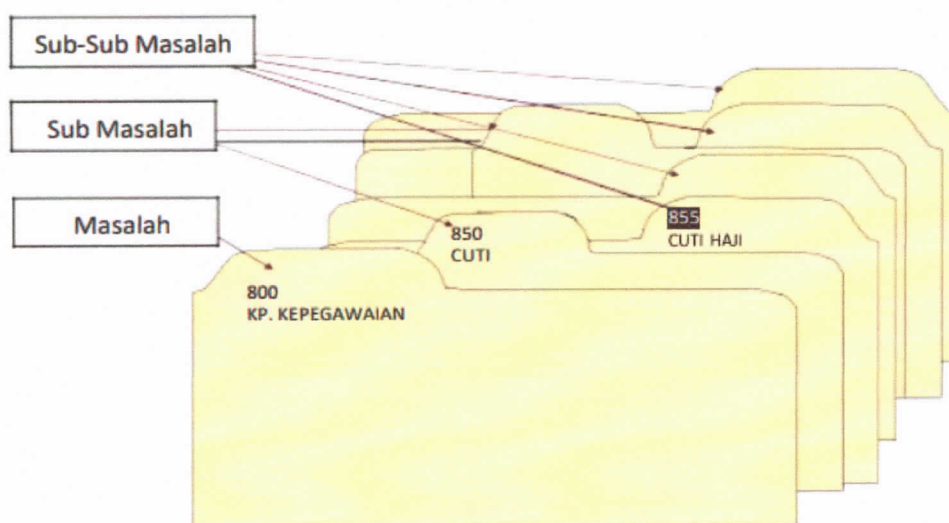 Sub-Sub Masalah
Sub Masalah
Masalah
800
KP. KEPEGAWAIAN
850
CUTI
855
CUTI HAJI